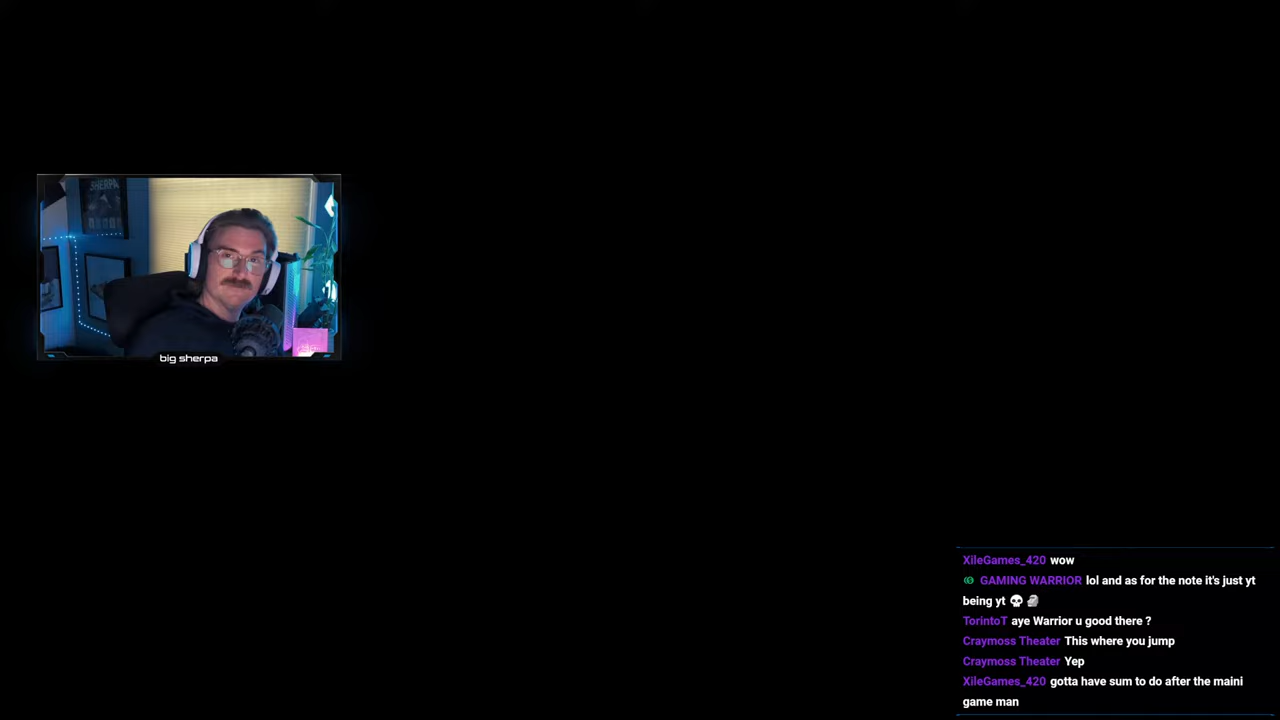 SHERPA
big sherpa
XileGames_420 wow
GAMING WARRIOR lol and as for the note it's just yt
being yt 💀 🗿
TorintoT aye Warrior u good there ?
Craymoss Theater This where you jump
Craymoss Theater Yep
XileGames_420 gotta have sum to do after the maini
game man